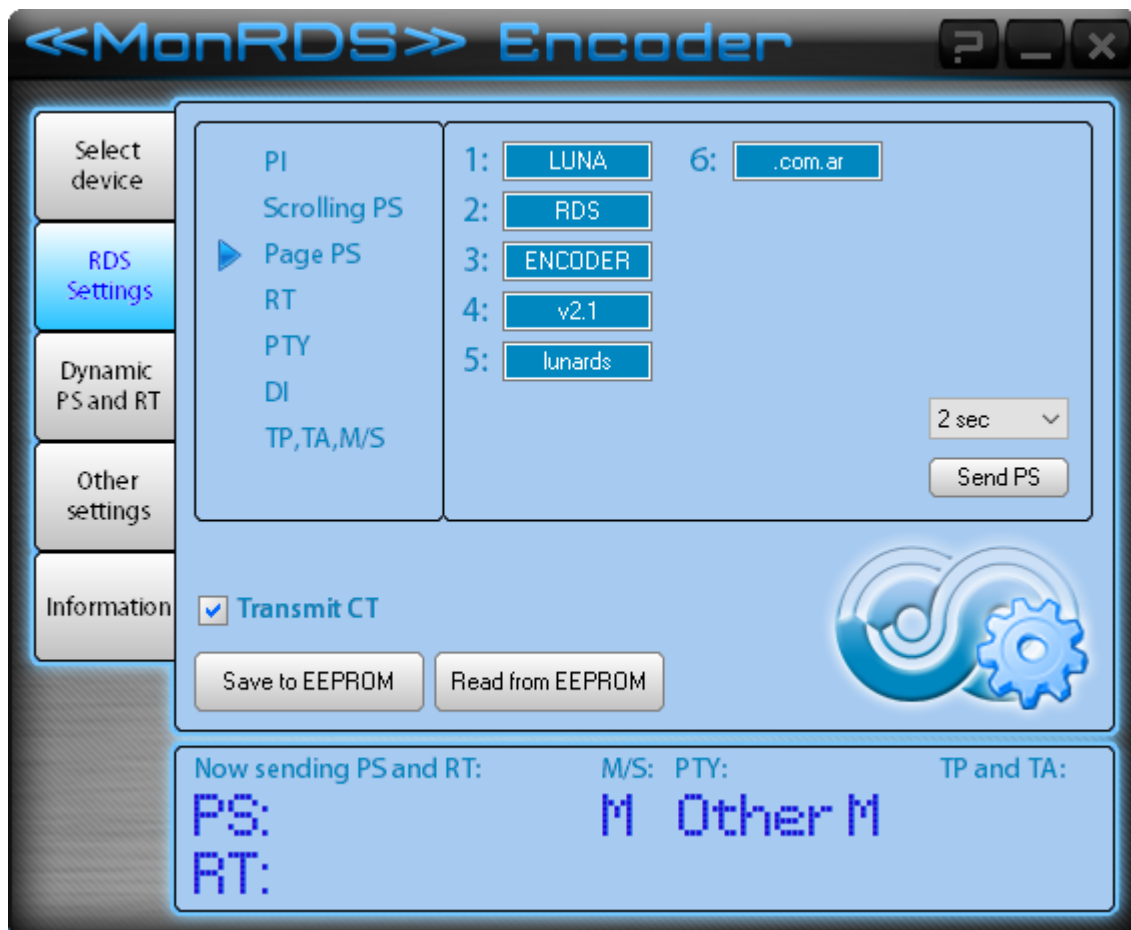 «MonRDS» Encoder
Select
device
RDS
Settings
Dynamic
PS and RT
Other
settings
Information
PI
Scrolling PS
Page PS
RT
PTY
DI
TP,TA,M/S
1: LUNA
2: RDS
3: ENCODER
4: v2.1
5: lunards
6: .com.ar
2 sec
Send PS
Transmit CT
Save to EEPROM
Read from EEPROM
Now sending PS and RT: M/S: PTY: TP and TA:
PS: M Other M
RT: